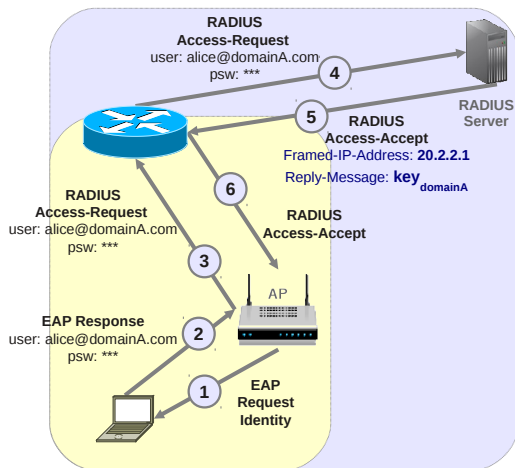 RADIUS
Access-Request
user: alice@domainA.com
psw: ***
4
RADIUS
Server
5
RADIUS
Access-Accept
Framed-IP-Address: 20.2.2.1
Reply-Message: key domainA
6
RADIUS
Access-Request
user: alice@domainA.com
psw: ***
3
RADIUS
Access-Accept
AP
EAP Response
user: alice@domainA.com
psw: ***
2
1
EAP
Request
Identity